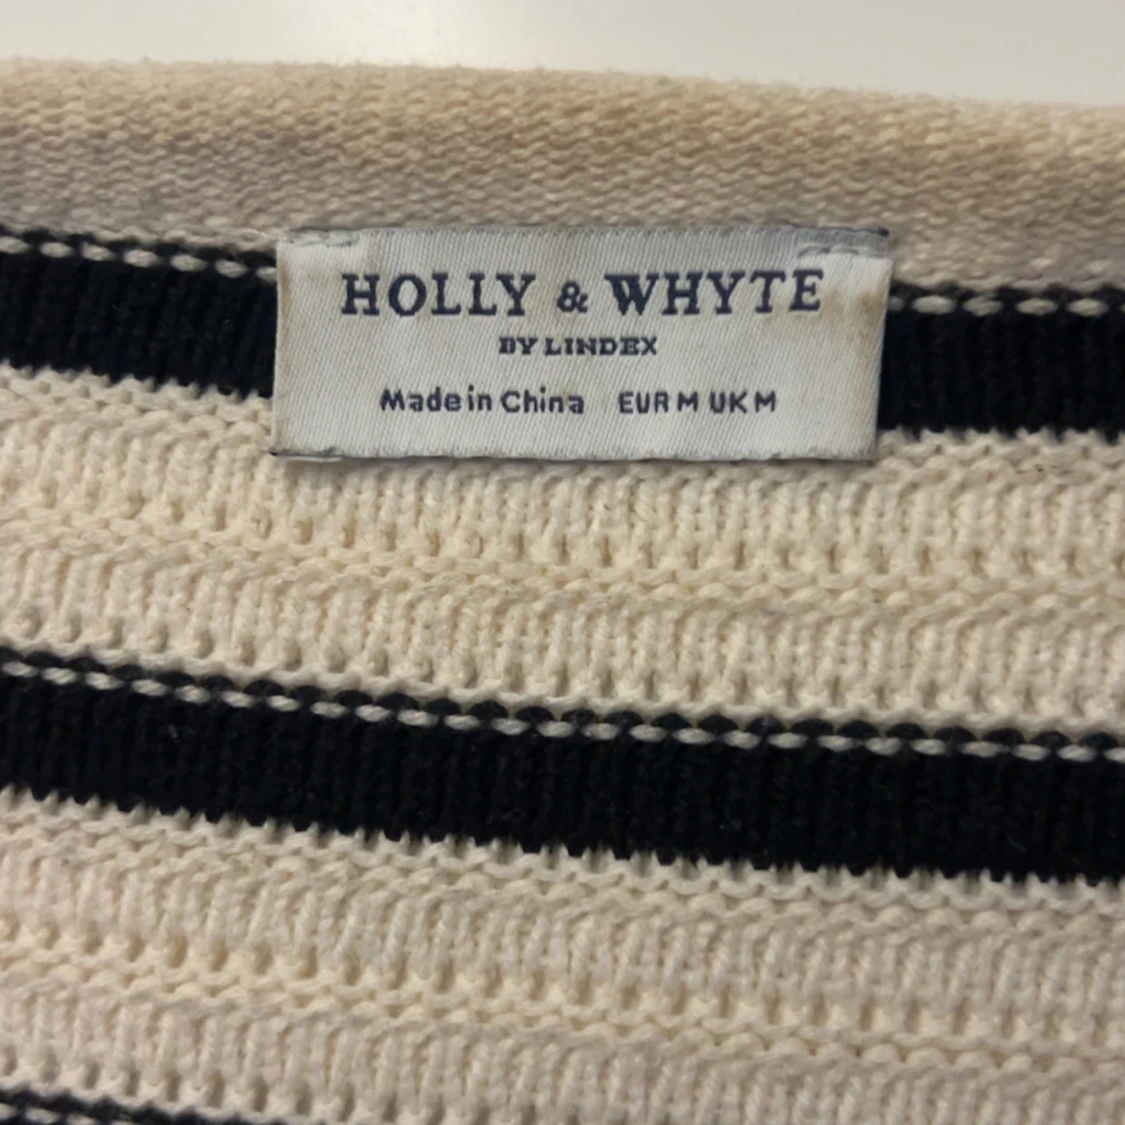 HOLLY & WHYTE
BY LINDEX
Made in China EUR M UK M